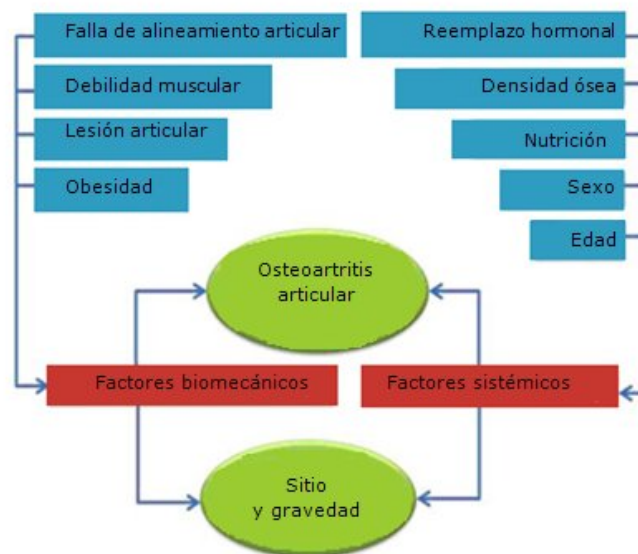 Falla de alineamiento articular
Debilidad muscular
Lesión articular
Obesidad
Reemplazo hormonal
Densidad ósea
Nutrición
Sexo
Edad
Osteoartritis
articular
Factores biomecánicos
Factores sistémicos
Sitio
y gravedad